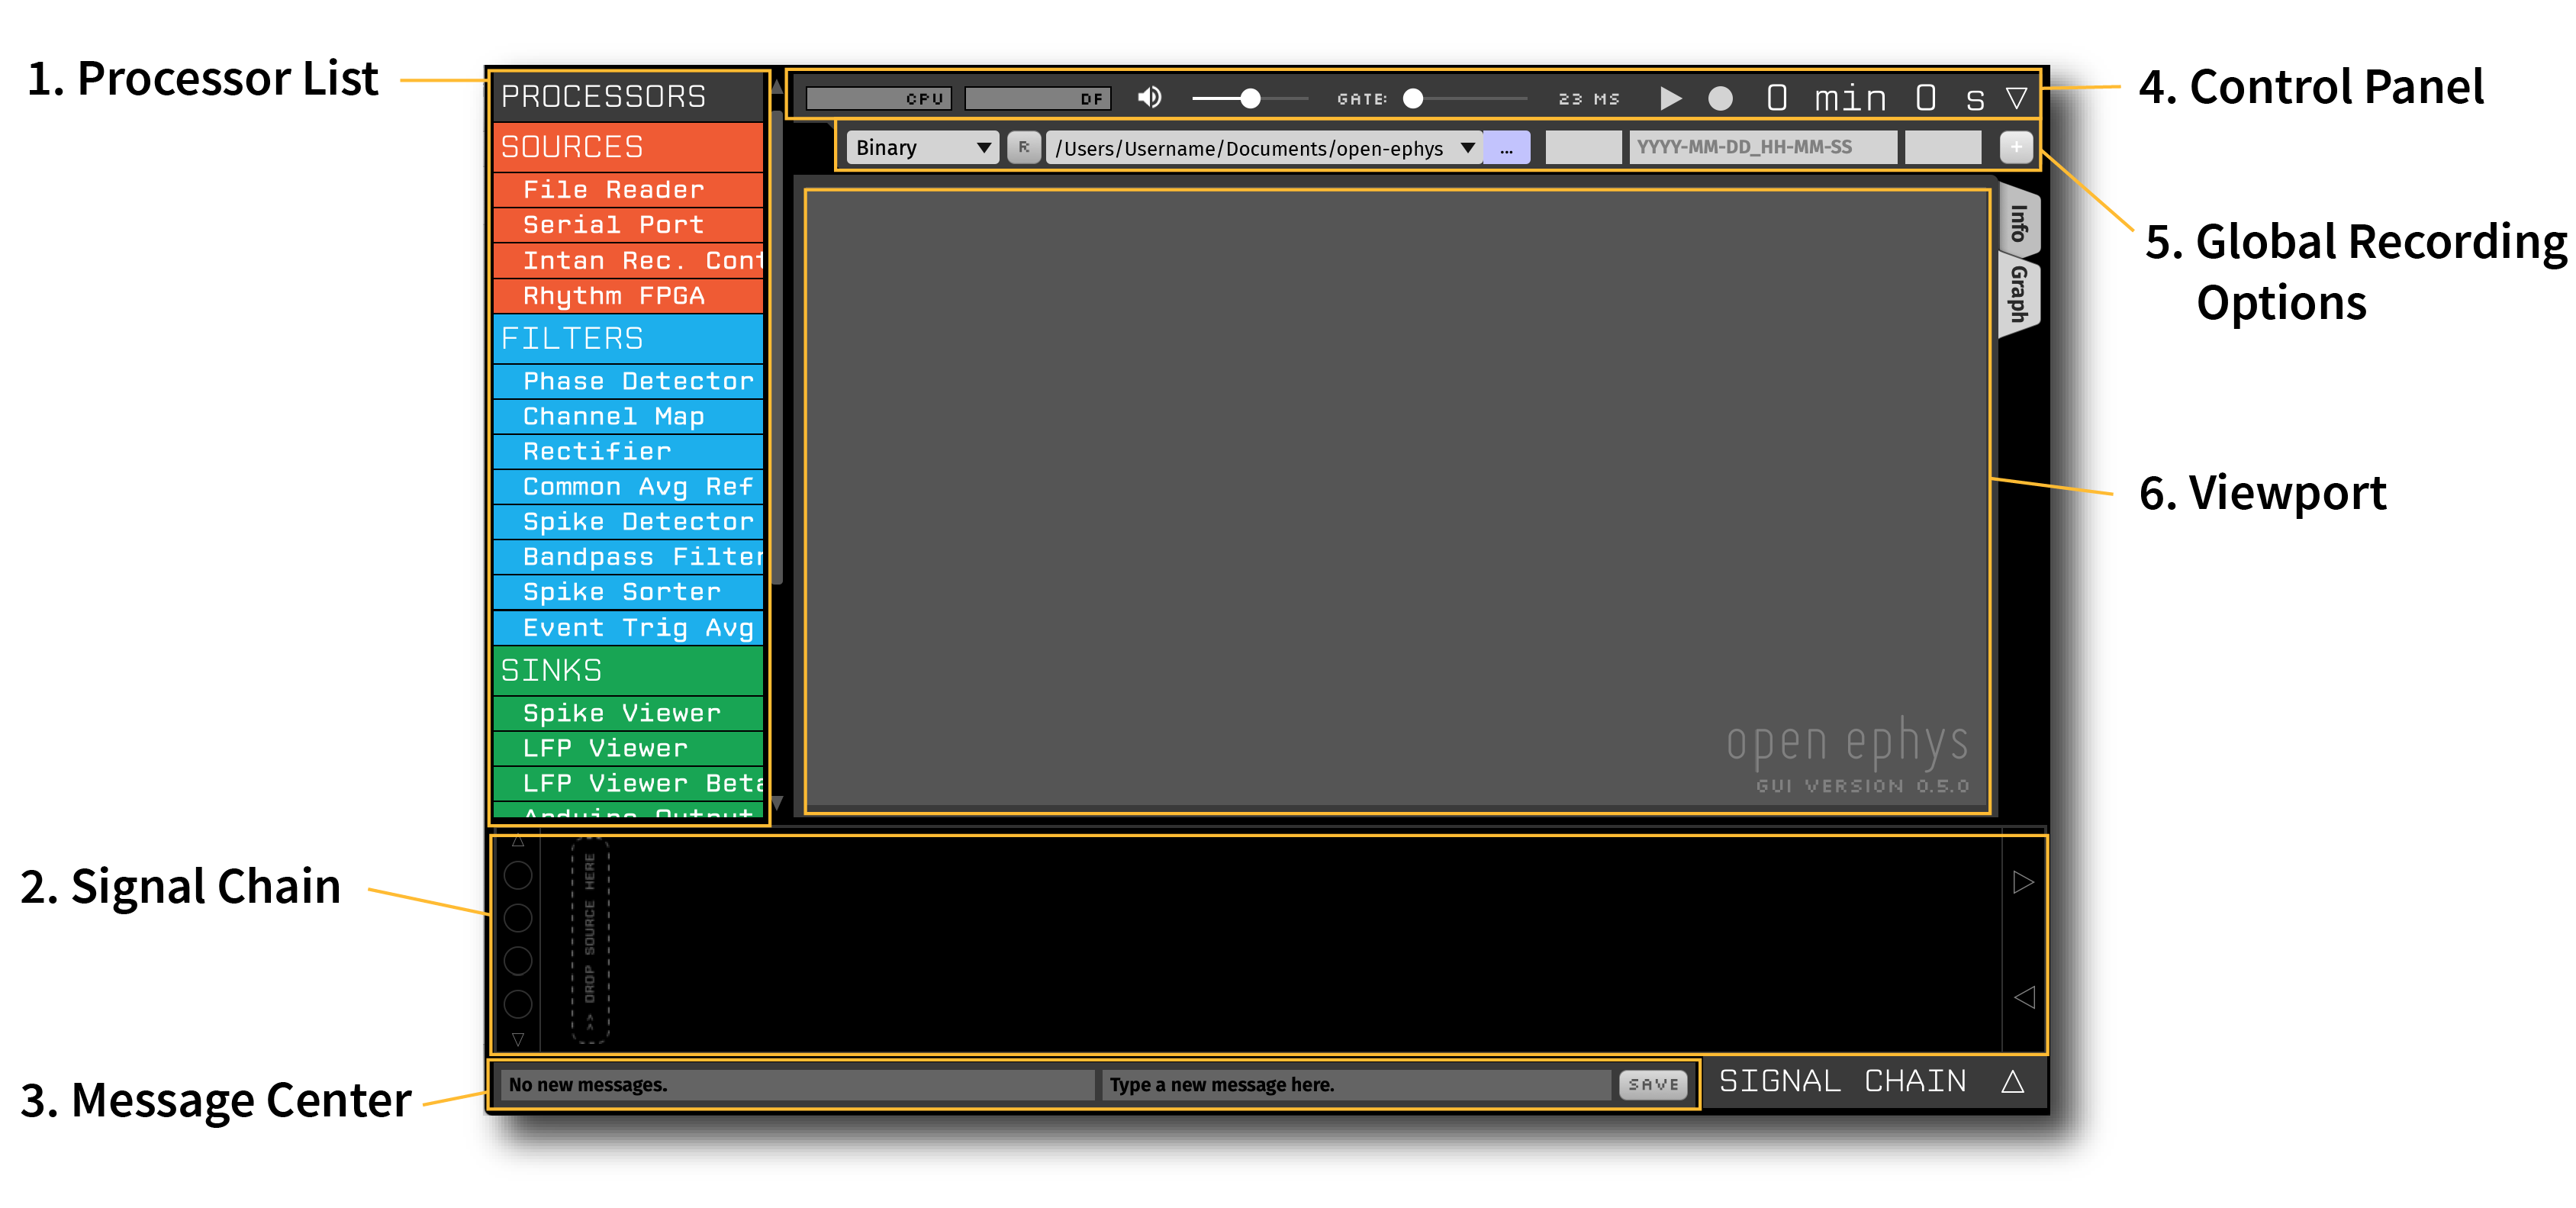 1. Processor List
2. Signal Chain
3. Message Center
4. Control Panel
5. Global Recording
Options
6. Viewport
PROCESSORS
SOURCES
File Reader
Serial Port
Intan Rec. Cont
Rhythm FPGA
FILTERS
Phase Detector
Channel Map
Rectifier
Common Avg Ref
Spike Detector
Bandpass Filter
Spike Sorter
Event Trig Avg
SINKS
Spike Viewer
LFP Viewer
LFP Viewer Beta
Arduino Output
CPU DF GATE: 23 MS 0 min 0 s
Binary R /Users/Username/Documents/open-ephys ... YYYY-MM-DD_HH-MM-SS +
Info
Graph
open ephys
GUI VERSION 0.5.0
>> DROP SOURCE HERE
No new messages. Type a new message here. SAVE
SIGNAL CHAIN